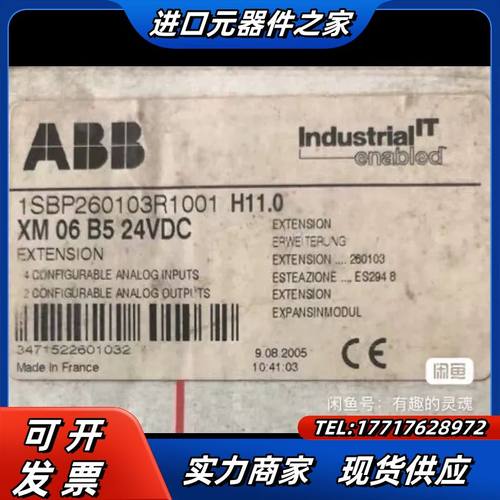 进口元器件之家
ABB
Industrial IT
enabled
1SBP260103R1001 H11.0
XM 06 B5 24VDC
EXTENSION
4 CONFIGURABLE ANALOG INPUTS
2 CONFIGURABLE ANALOG OUTPUTS
EXTENSION
ERWEITERUNG
EXTENSION .... 260103
ESTEAZIONE ..., ES294 8
EXTENSION
EXPANSINMODUL
3471522601032
Made in France
9.08.2005
10:41:03
CE
闲鱼
闲鱼号：有趣的灵魂
TEL:17717628972
可开
发票
实力商家 现货供应